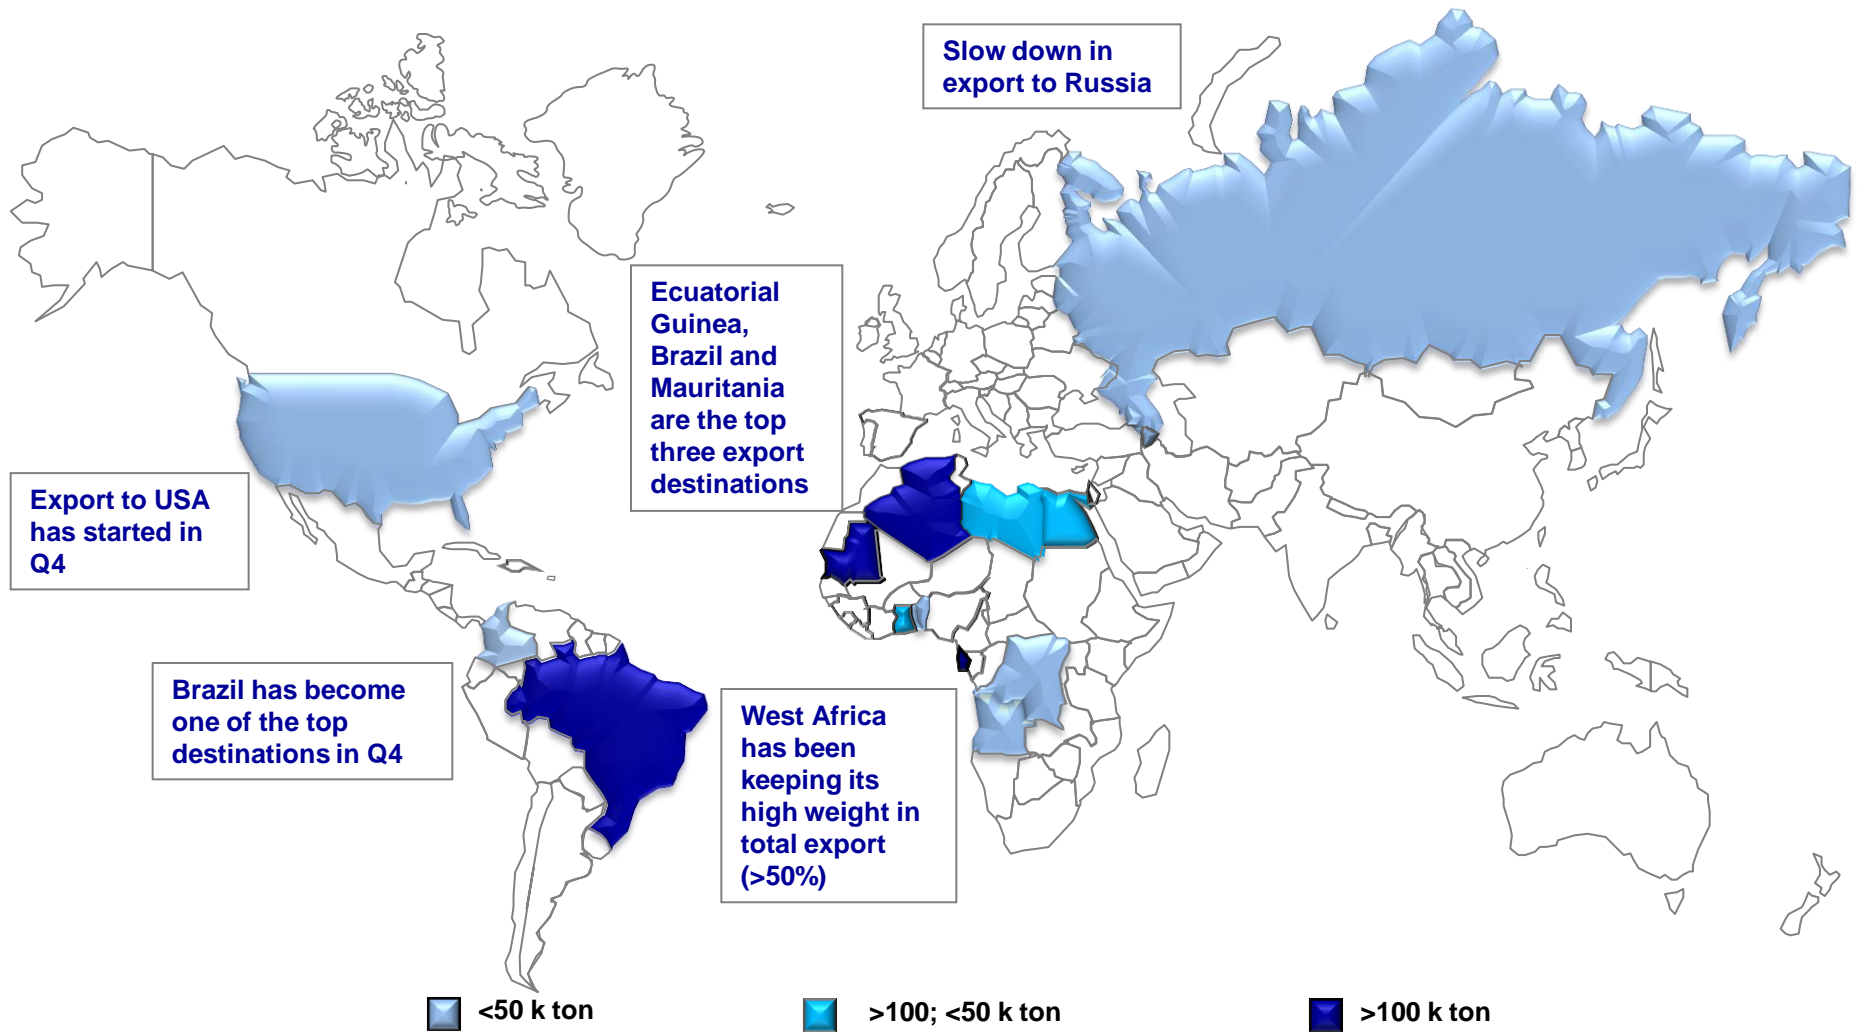 Slow down in
export to Russia
Ecuatorial
Guinea,
Brazil and
Mauritania
are the top
three export
destinations
Export to USA
has started in
Q4
Brazil has become
one of the top
destinations in Q4
West Africa
has been
keeping its
high weight in
total export
(>50%)
<50 k ton
>100; <50 k ton
>100 k ton